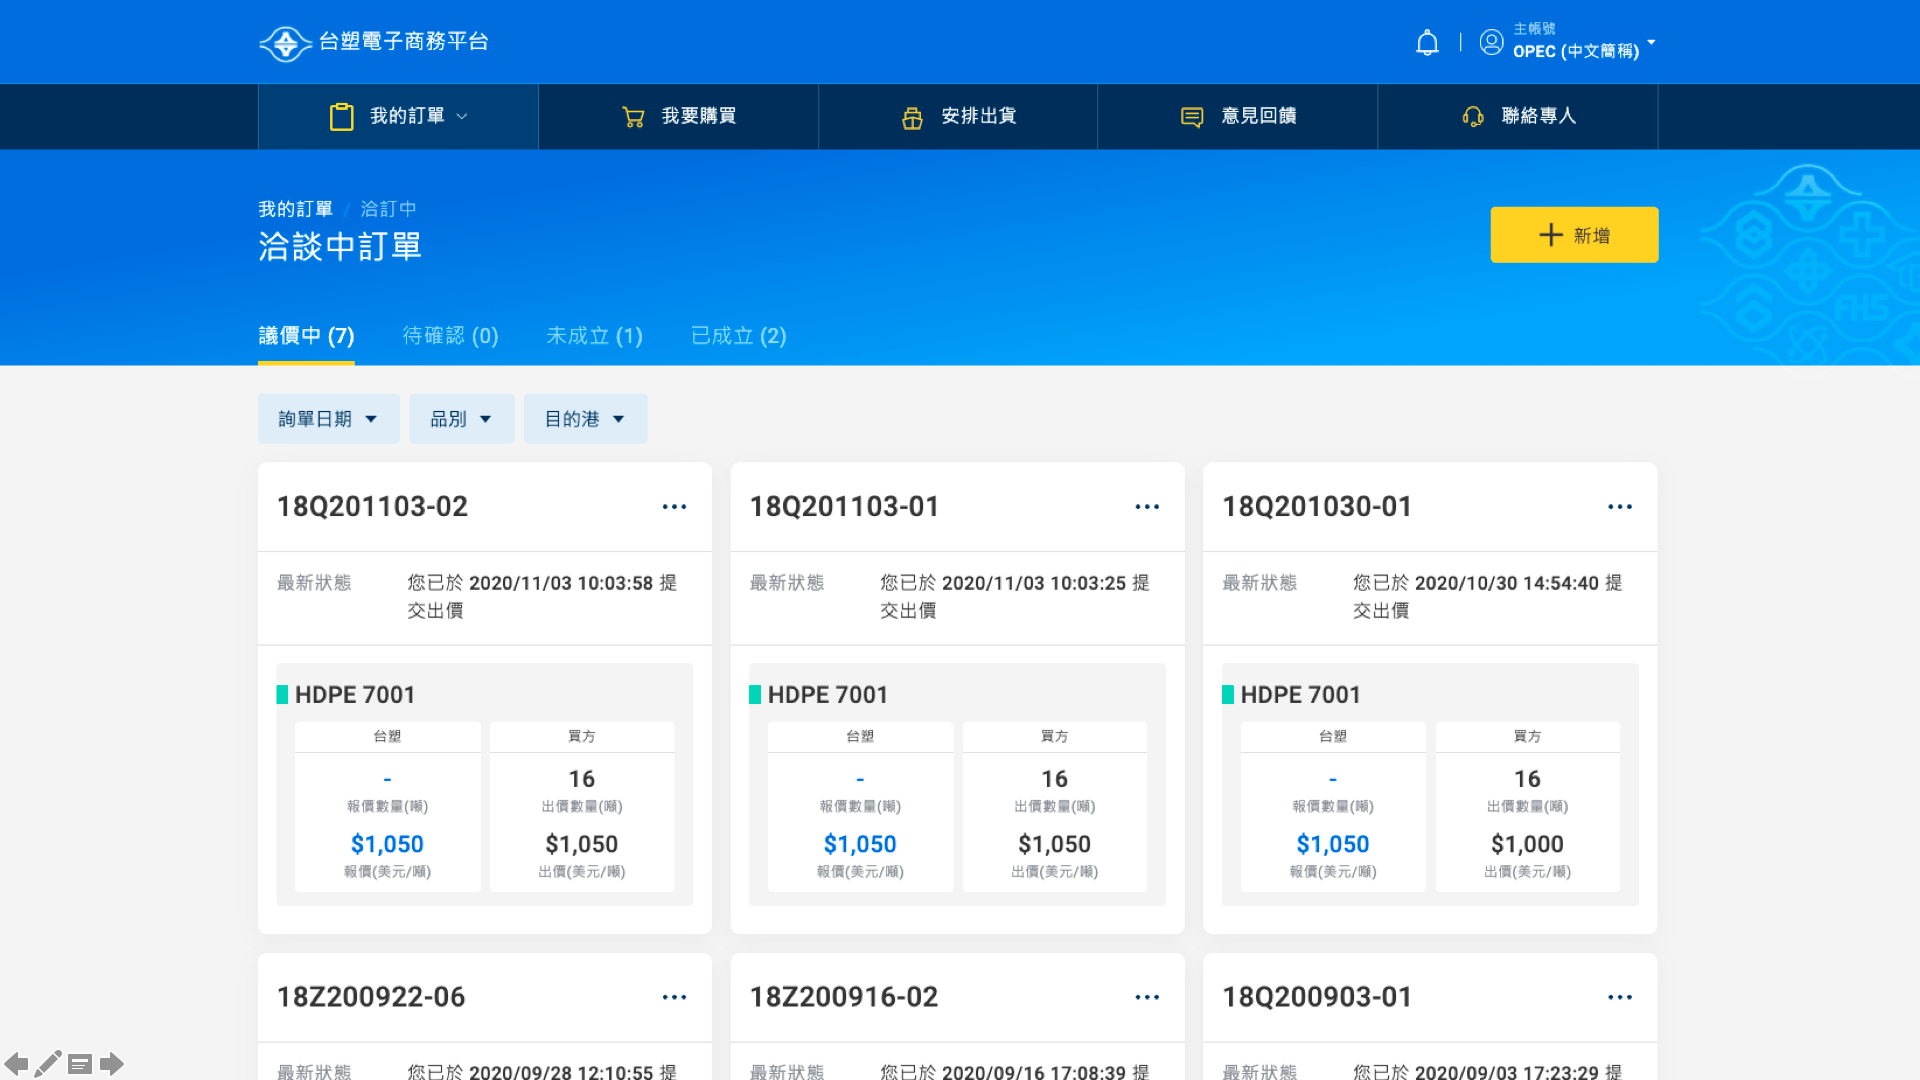 台塑電子商務平台
主帳號
OPEC (中文簡稱)
我的訂單
我要購買
安排出貨
意見回饋
聯絡專人
我的訂單 / 洽訂中
洽談中訂單
新增
議價中 (7)
待確認 (0)
未成立 (1)
已成立 (2)
FHS
詢單日期
品別
目的港
18Q201103-02
最新狀態
您已於 2020/11/03 10:03:58 提
交出價
HDPE 7001
台塑
買方
-
16
報價數量(噸)
出價數量(噸)
$1,050
$1,050
報價(美元/噸)
出價(美元/噸)
18Q201103-01
最新狀態
您已於 2020/11/03 10:03:25 提
交出價
HDPE 7001
台塑
買方
-
16
報價數量(噸)
出價數量(噸)
$1,050
$1,050
報價(美元/噸)
出價(美元/噸)
18Q201030-01
最新狀態
您已於 2020/10/30 14:54:40 提
交出價
HDPE 7001
台塑
買方
-
16
報價數量(噸)
出價數量(噸)
$1,050
$1,000
報價(美元/噸)
出價(美元/噸)
18Z200922-06
最新狀態
您已於 2020/09/28 12:10:55 提
18Z200916-02
最新狀態
您已於 2020/09/16 17:08:39 提
18Q200903-01
最新狀態
您已於 2020/09/03 17:23:29 提